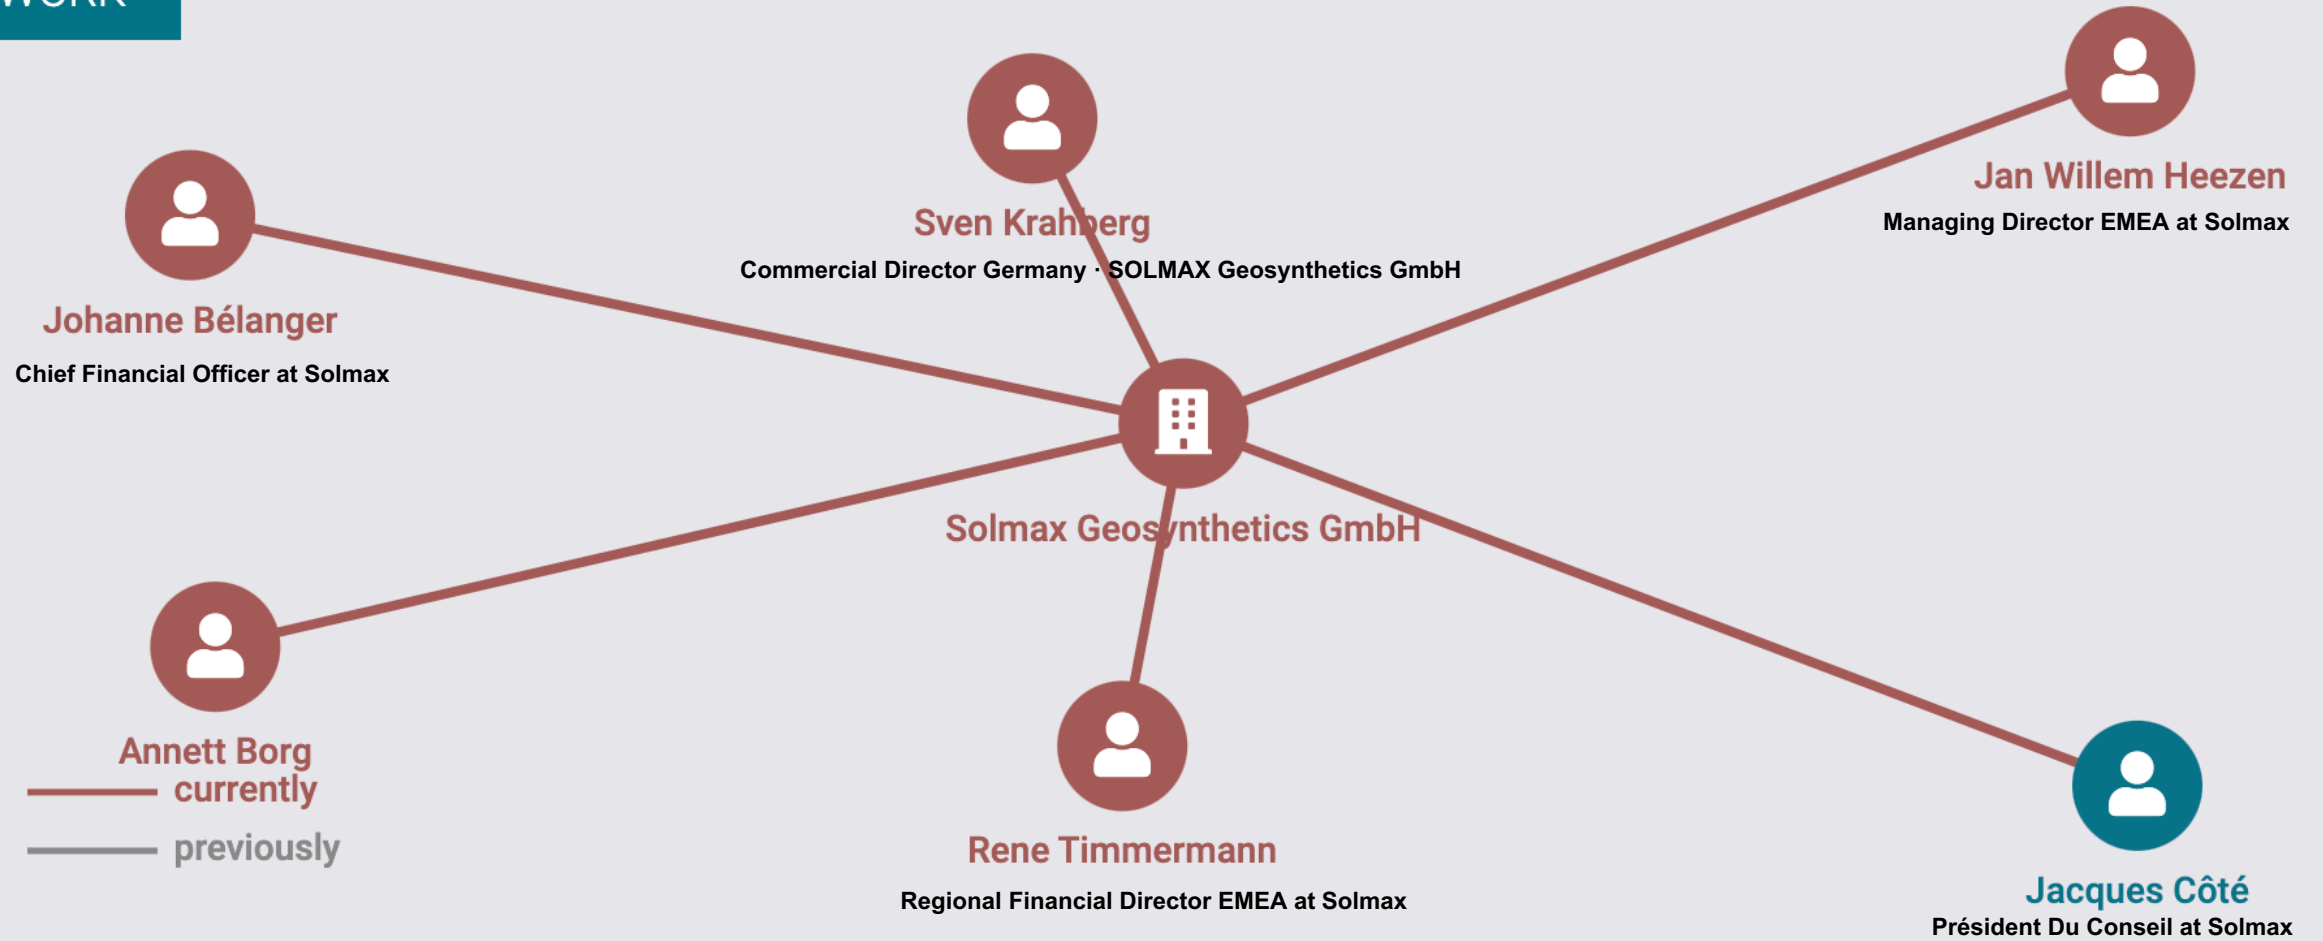 Jan Willem Heezen
Managing Director EMEA at Solmax
Sven Krahberg
Commercial Director Germany · SOLMAX Geosynthetics GmbH
Johanne Bélanger
Chief Financial Officer at Solmax
Solmax Geosynthetics GmbH
Annett Borg
currently
previously
Rene Timmermann
Regional Financial Director EMEA at Solmax
Jacques Côté
Président Du Conseil at Solmax